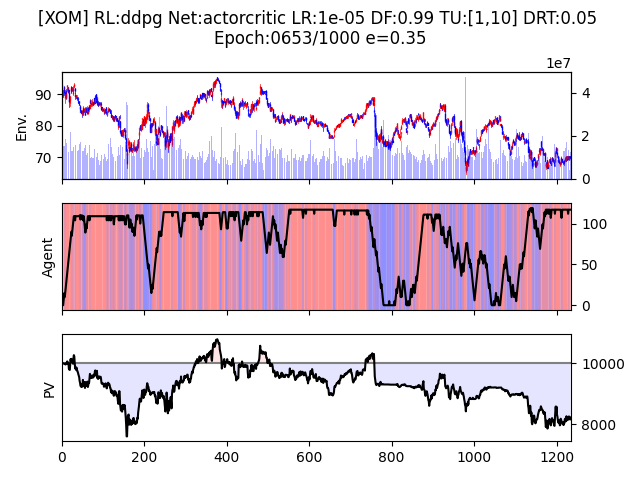 [XOM] RL:ddpg Net:actorcritic LR:1e-05 DF:0.99 TU:[1,10] DRT:0.05
Epoch:0653/1000 e=0.35
1e7
Env.
90
80
70
4
2
0
Agent
100
50
0
PV
10000
8000
0 200 400 600 800 1000 1200